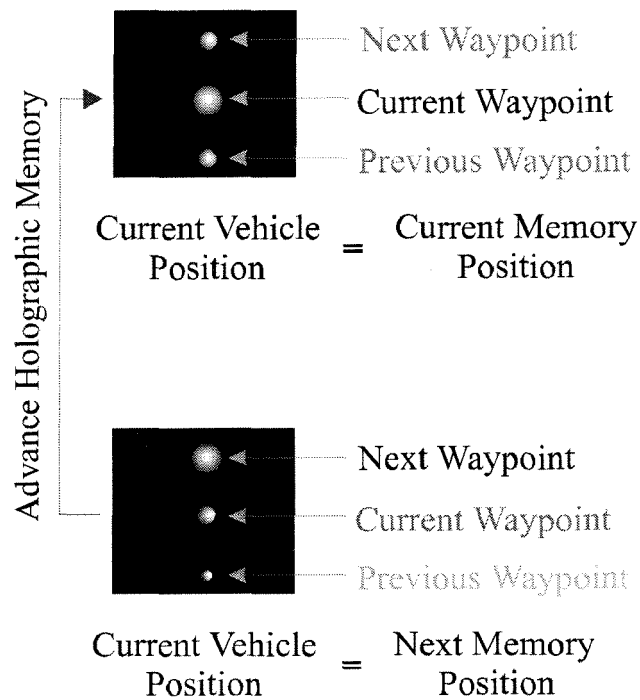 Next Waypoint
Current Waypoint
Previous Waypoint
Current Vehicle Position = Current Memory Position
Advance Holographic Memory
Next Waypoint
Current Waypoint
Previous Waypoint
Current Vehicle Position = Next Memory Position